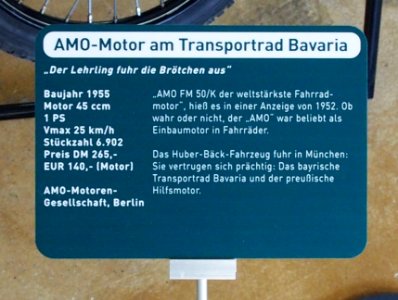 AMO-Motor am Transportrad Bavaria
„Der Lehrling fuhr die Brötchen aus"
Baujahr 1955
Motor 45 ccm
1 PS
Vmax 25 km/h
Stückzahl 6.902
Preis DM 265,-
EUR 140,- (Motor)
AMO-Motoren-
Gesellschaft, Berlin
„AMO FM 50/K der weltstärkste Fahrrad-
motor", hieß es in einer Anzeige von 1952. Ob
wahr oder nicht, der „AMO" war beliebt als
Einbaumotor in Fahrräder.
Das Huber-Bäck-Fahrzeug fuhr in München:
Sie vertrugen sich prächtig: Das bayrische
Transportrad Bavaria und der preußische
Hilfsmotor.